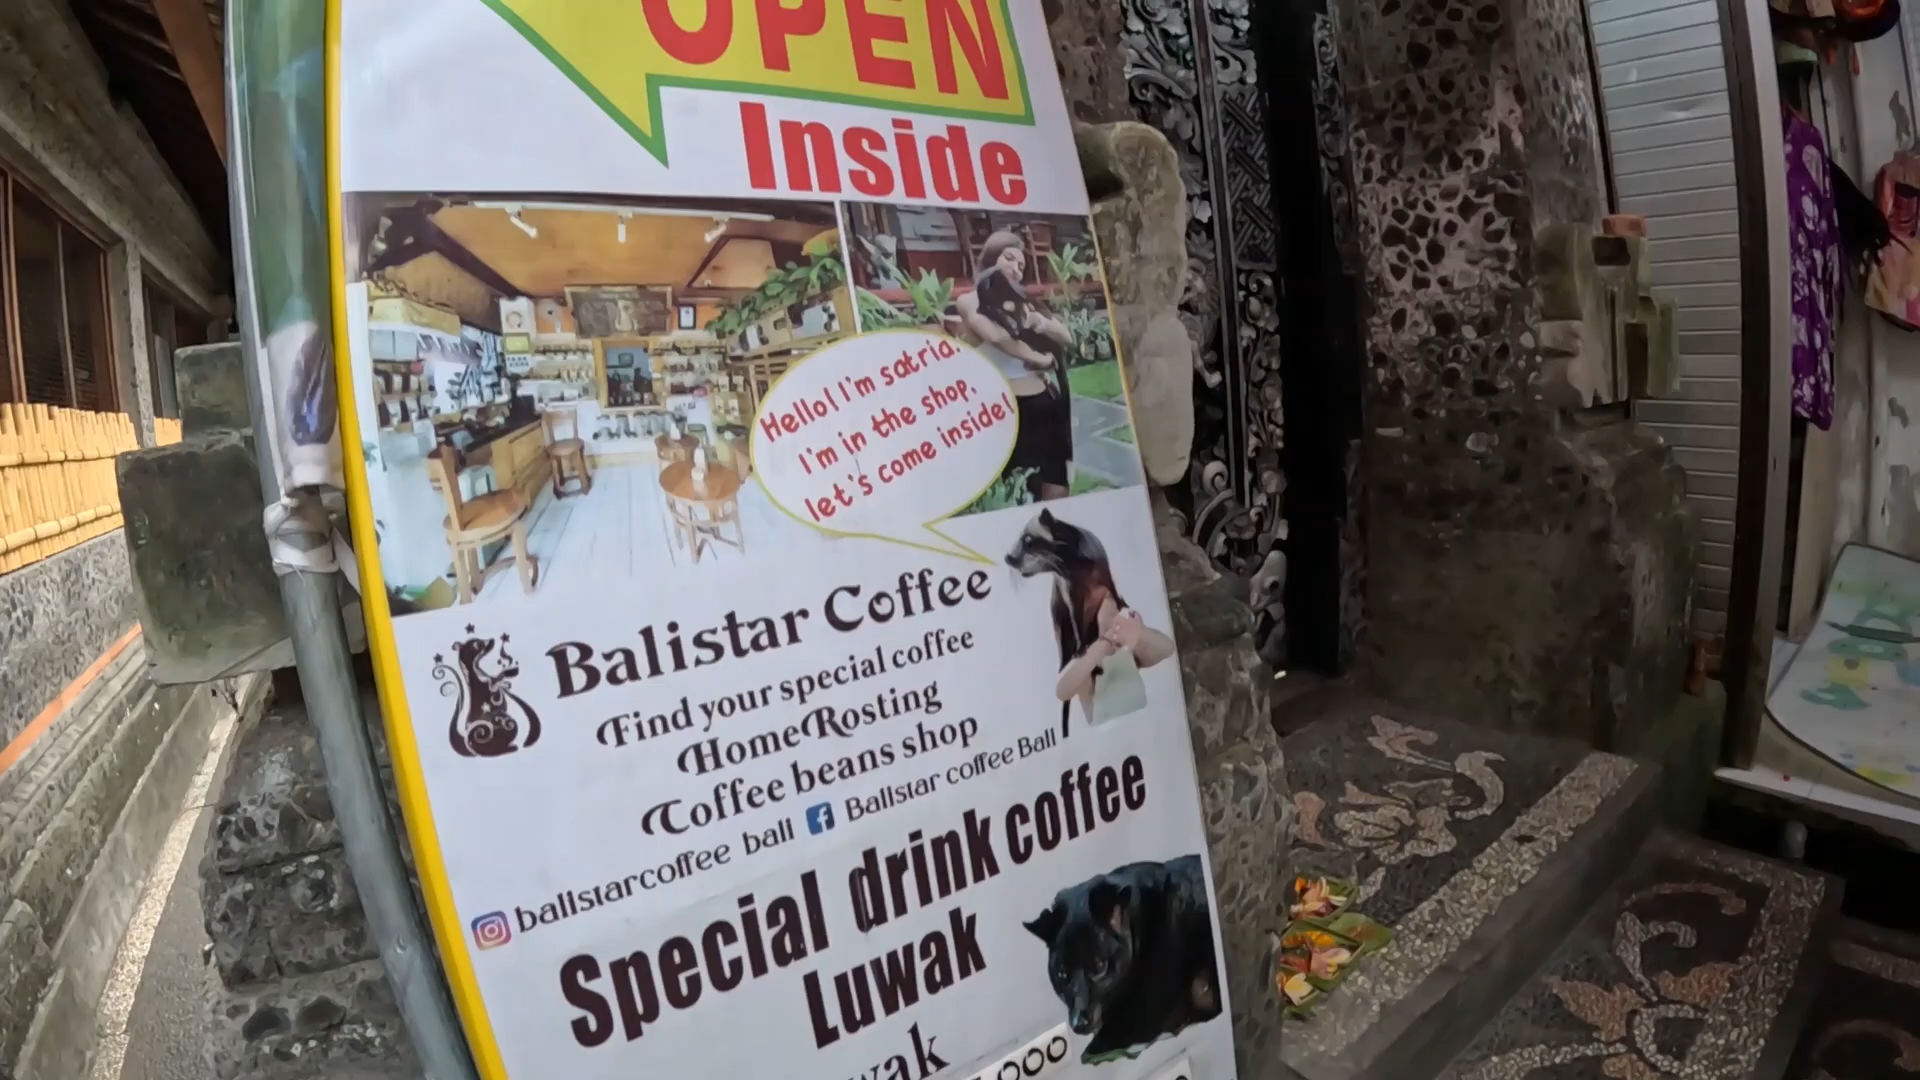 OPEN
Inside
Hello! I'm satria.
I'm in the shop,
let's come inside!
Balistar Coffee
Find your special coffee
HomeRosting
Coffee beans shop
balistarcoffee bali Balistar coffee Bali
Special drink coffee
Luwak